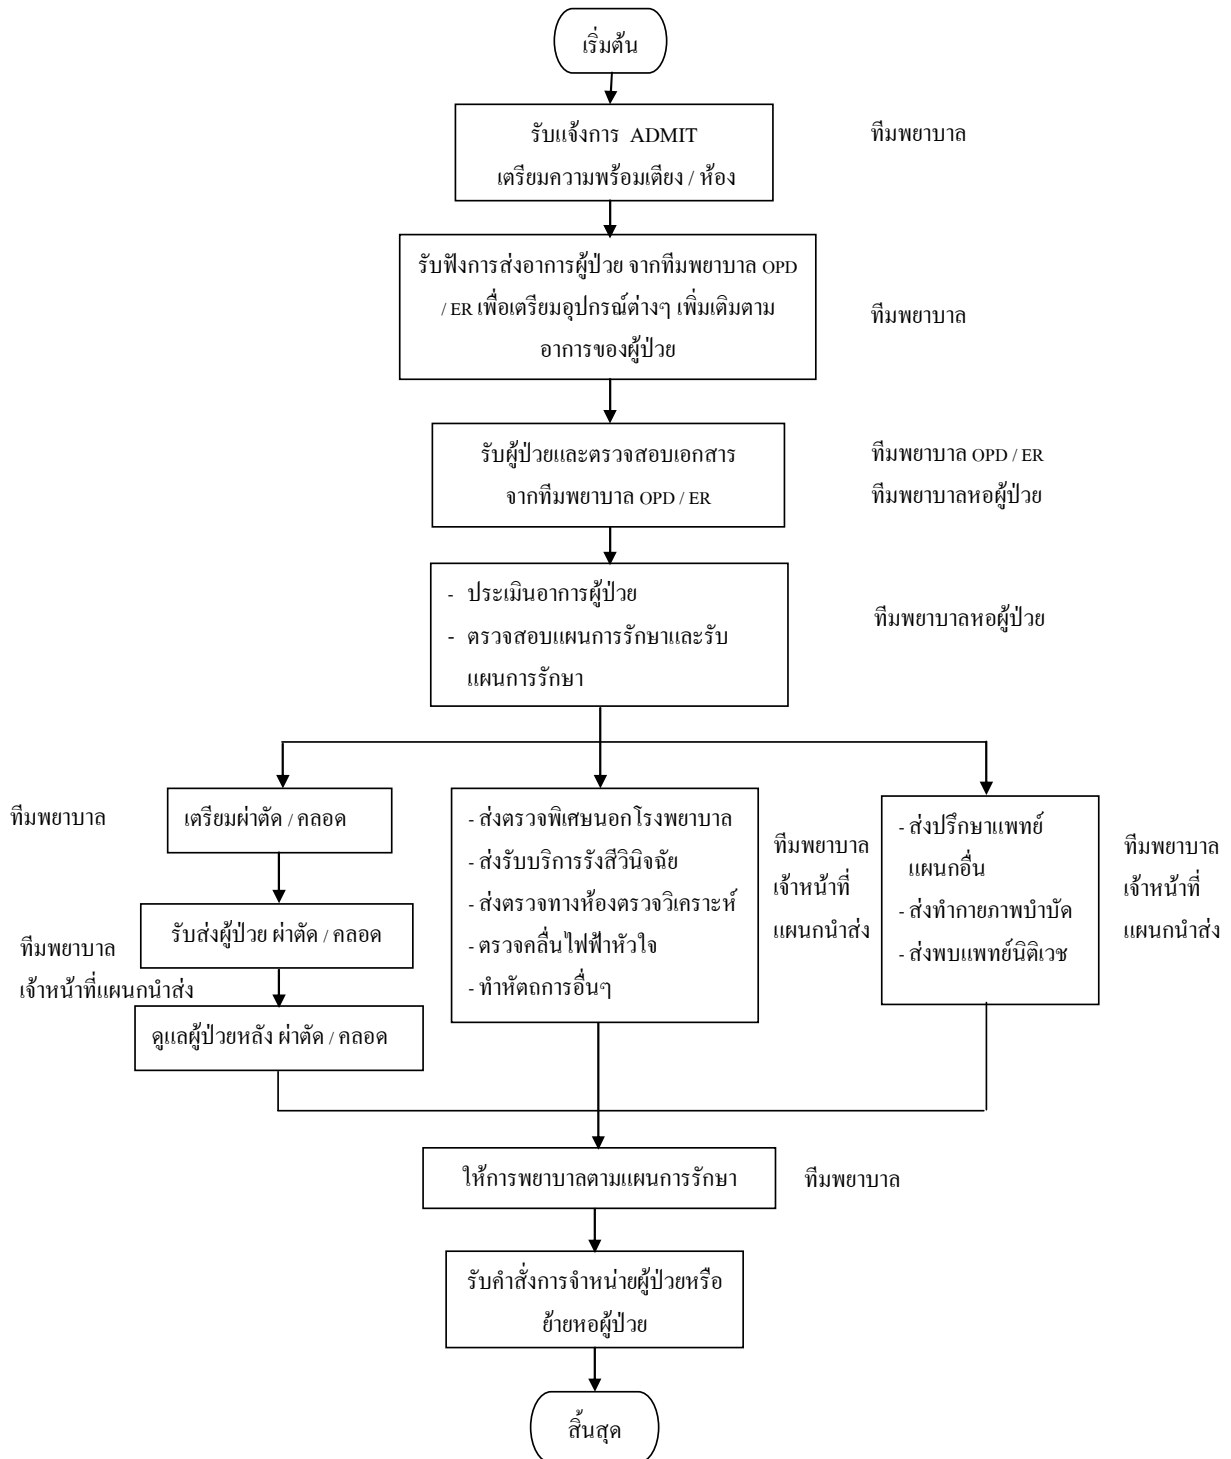 เริ่มต้น
รับแจ้งการ ADMIT
เตรียมความพร้อมเตียง / ห้อง
ทีมพยาบาล
รับฟังการส่งอาการผู้ป่วย จากทีมพยาบาล OPD
/ ER เพื่อเตรียมอุปกรณ์ต่างๆ เพิ่มเติมตาม
อาการของผู้ป่วย
ทีมพยาบาล
รับผู้ป่วยและตรวจสอบเอกสาร
จากทีมพยาบาล OPD / ER
ทีมพยาบาล OPD / ER
ทีมพยาบาลหอผู้ป่วย
- ประเมินอาการผู้ป่วย
- ตรวจสอบแผนการรักษาและรับ
แผนการรักษา
ทีมพยาบาลหอผู้ป่วย
ทีมพยาบาล
เตรียมผ่าตัด / คลอด
รับส่งผู้ป่วย ผ่าตัด / คลอด
ทีมพยาบาล
เจ้าหน้าที่แผนกนำส่ง
ดูแลผู้ป่วยหลัง ผ่าตัด / คลอด
- ส่งตรวจพิเศษนอกโรงพยาบาล
- ส่งรับบริการรังสีวินิจฉัย
- ส่งตรวจทางห้องตรวจวิเคราะห์
- ตรวจคลื่นไฟฟ้าหัวใจ
- ทำหัตถการอื่นๆ
ทีมพยาบาล
เจ้าหน้าที่
แผนกนำส่ง
- ส่งปรึกษาแพทย์
แผนกอื่น
- ส่งทำกายภาพบำบัด
- ส่งพบแพทย์นิติเวช
ทีมพยาบาล
เจ้าหน้าที่
แผนกนำส่ง
ให้การพยาบาลตามแผนการรักษา
ทีมพยาบาล
รับคำสั่งการจำหน่ายผู้ป่วยหรือ
ย้ายหอผู้ป่วย
สิ้นสุด